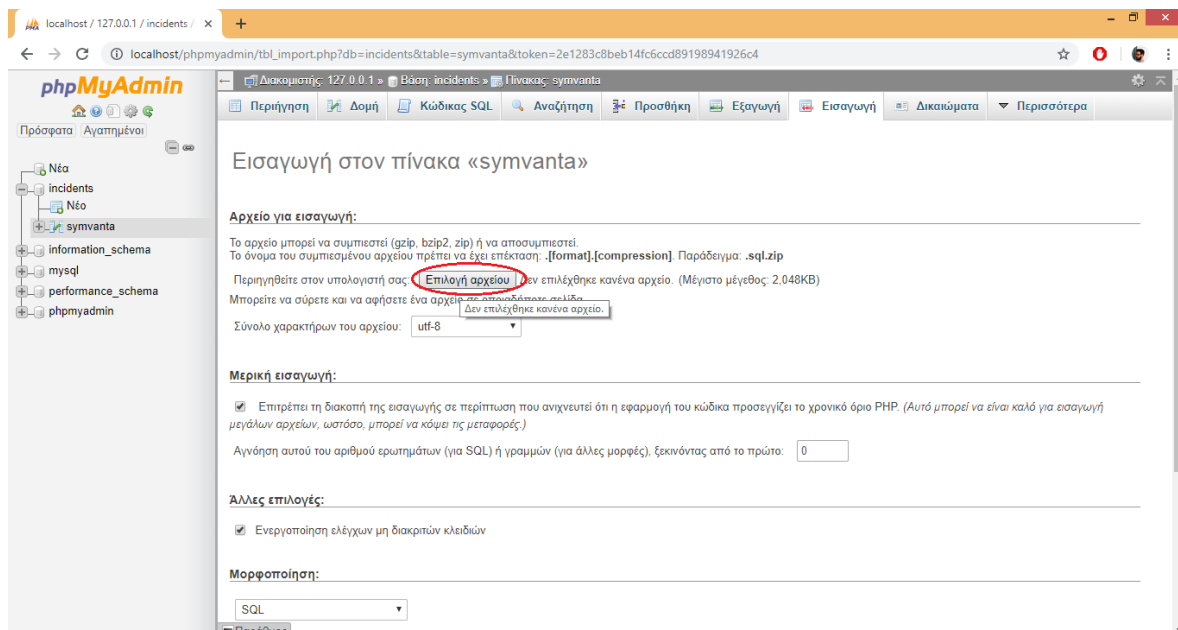 localhost / 127.0.0.1 / incidents /
localhost/phpmyadmin/tbl_import.php?db=incidents&table=symvanta&token=2e1283c8beb14fc6ccd89198941926c4
phpMyAdmin
Πρόσφατα Αγαπημένοι
Νέα
incidents
Νέο
symvanta
information_schema
mysql
performance_schema
phpmyadmin
Διακομιστής: 127.0.0.1 » Βάση: incidents » Πίνακας: symvanta
Περιήγηση Δομή Κώδικας SQL Αναζήτηση Προσθήκη Εξαγωγή Εισαγωγή Δικαιώματα Περισσότερα
Εισαγωγή στον πίνακα «symvanta»
Αρχείο για εισαγωγή:
Το αρχείο μπορεί να συμπιεστεί (gzip, bzip2, zip) ή να αποσυμπιεστεί.
Το όνομα του συμπιεσμένου αρχείου πρέπει να έχει επέκταση: .[format].[compression]. Παράδειγμα: .sql.zip
Περιηγηθείτε στον υπολογιστή σας: Επιλογή αρχείου Δεν επιλέχθηκε κανένα αρχείο. (Μέγιστο μέγεθος: 2,048KB)
Μπορείτε να σύρετε και να αφήσετε ένα αρχείο σε οποιαδήποτε σελίδα
Δεν επιλέχθηκε κανένα αρχείο.
Σύνολο χαρακτήρων του αρχείου: utf-8
Μερική εισαγωγή:
Επιτρέπει τη διακοπή της εισαγωγής σε περίπτωση που ανιχνευτεί ότι η εφαρμογή του κώδικα προσεγγίζει το χρονικό όριο PHP. (Αυτό μπορεί να είναι καλό για εισαγωγή
μεγάλων αρχείων, ωστόσο, μπορεί να κόψει τις μεταφορές.)
Αγνόηση αυτού του αριθμού ερωτημάτων (για SQL) ή γραμμών (για άλλες μορφές), ξεκινόντας από το πρώτο: 0
Άλλες επιλογές:
Ενεργοποίηση ελέγχων μη διακριτών κλειδιών
Μορφοποίηση:
SQL